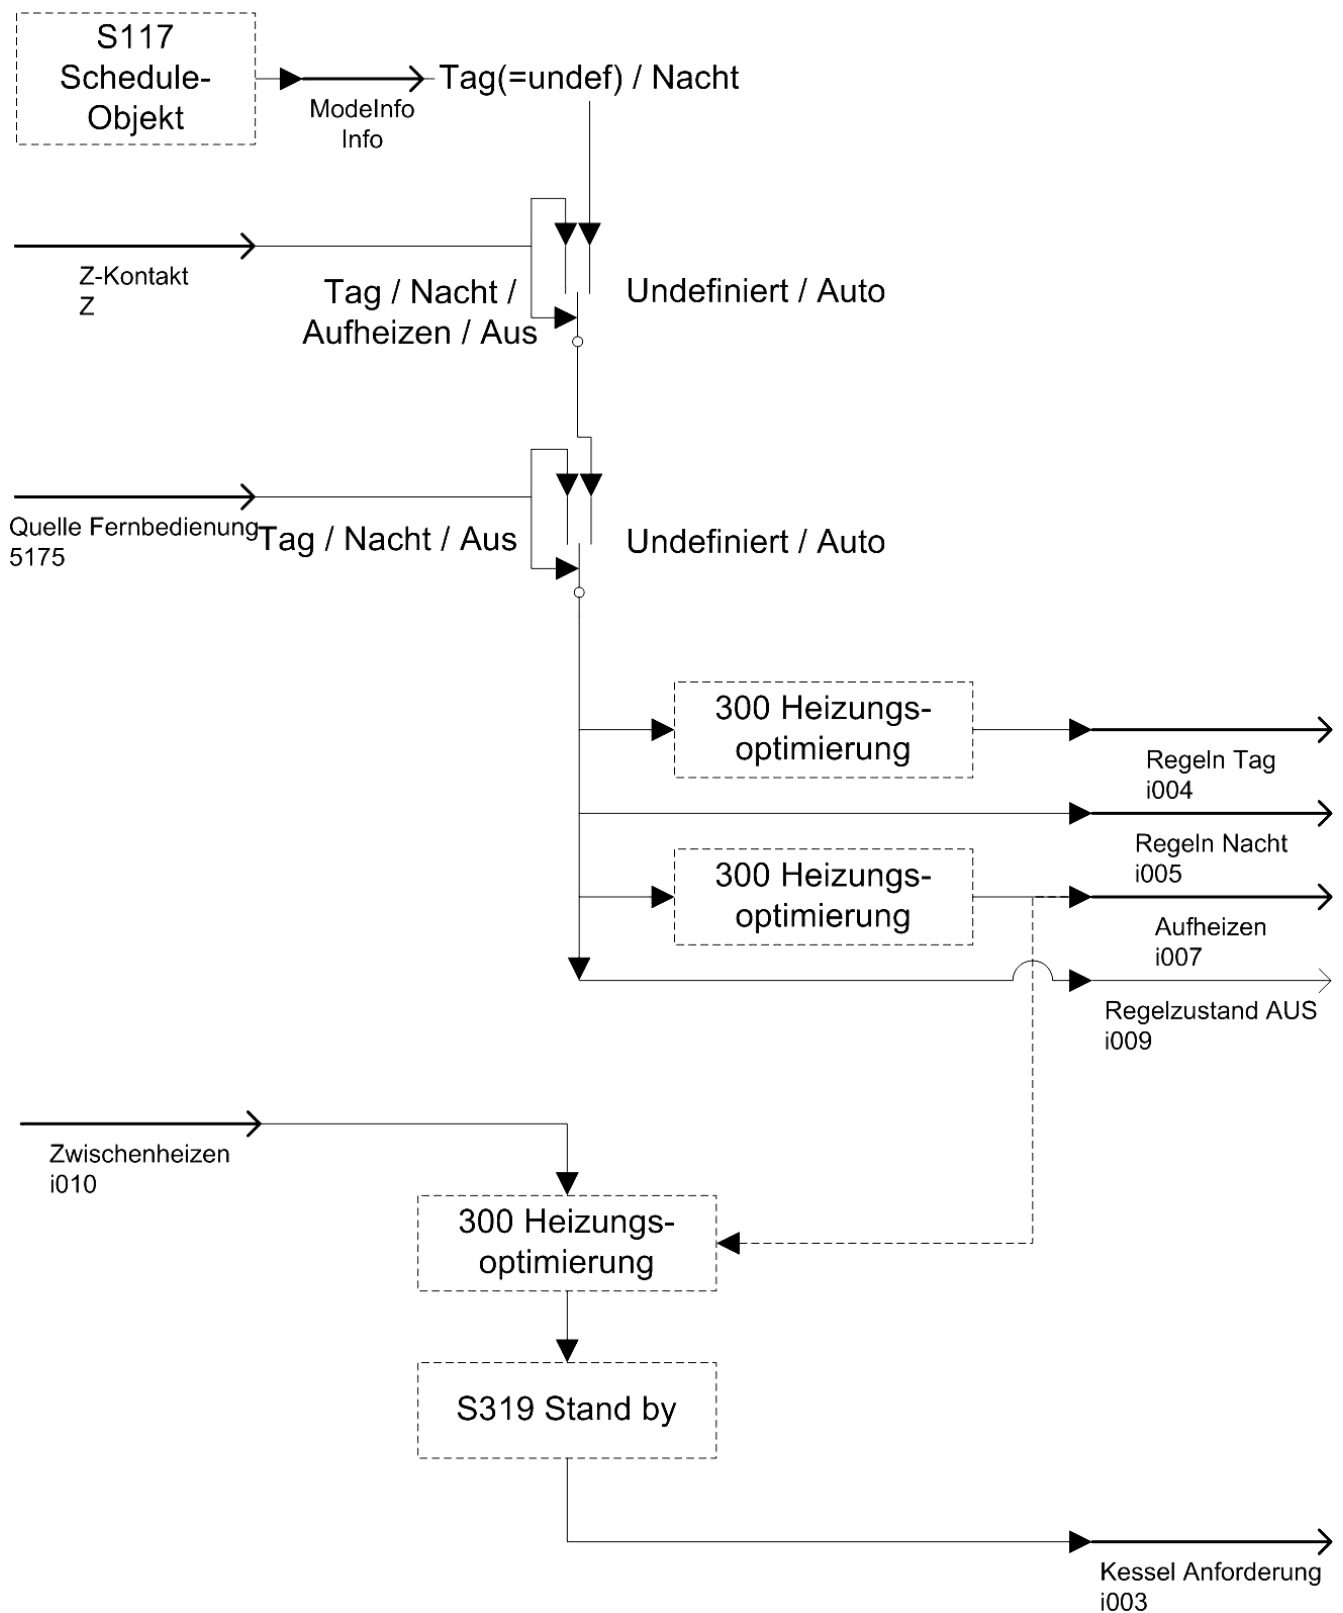 S117
Schedule-
Objekt
Tag(=undef) / Nacht
ModeInfo
Info
Z-Kontakt
Z
Tag / Nacht /
Aufheizen / Aus
Undefiniert / Auto
Quelle Fernbedienung
5175
Tag / Nacht / Aus
Undefiniert / Auto
300 Heizungs-
optimierung
Regeln Tag
i004
Regeln Nacht
i005
300 Heizungs-
optimierung
Aufheizen
i007
Regelzustand AUS
i009
Zwischenheizen
i010
300 Heizungs-
optimierung
S319 Stand by
Kessel Anforderung
i003